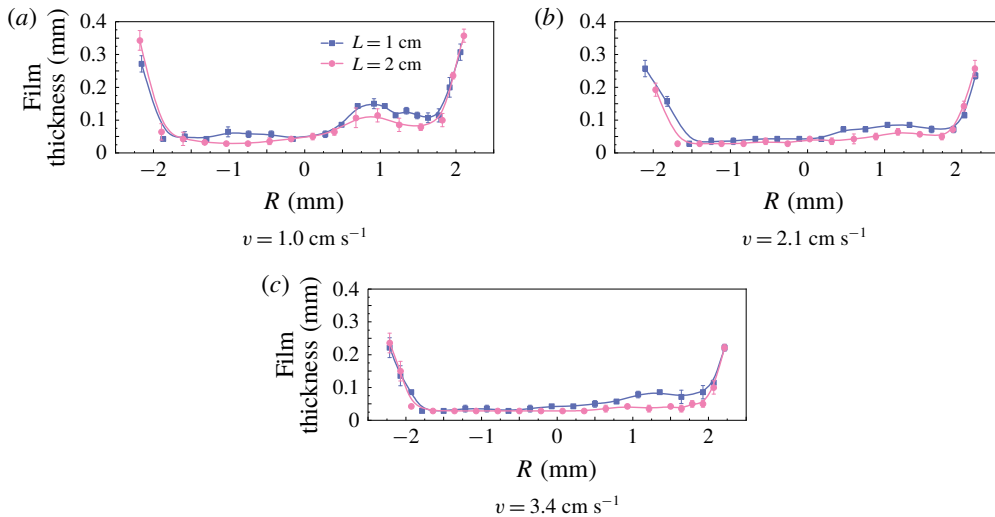 (a)
0.4
0.3
0.2
0.1
0
Film
thickness (mm)
L = 1 cm
L = 2 cm
−2 −1 0 1 2
R (mm)
v = 1.0 cm s⁻¹
(b)
0.4
0.3
0.2
0.1
0
−2 −1 0 1 2
R (mm)
v = 2.1 cm s⁻¹
(c)
0.4
0.3
0.2
0.1
0
Film
thickness (mm)
−2 −1 0 1 2
R (mm)
v = 3.4 cm s⁻¹